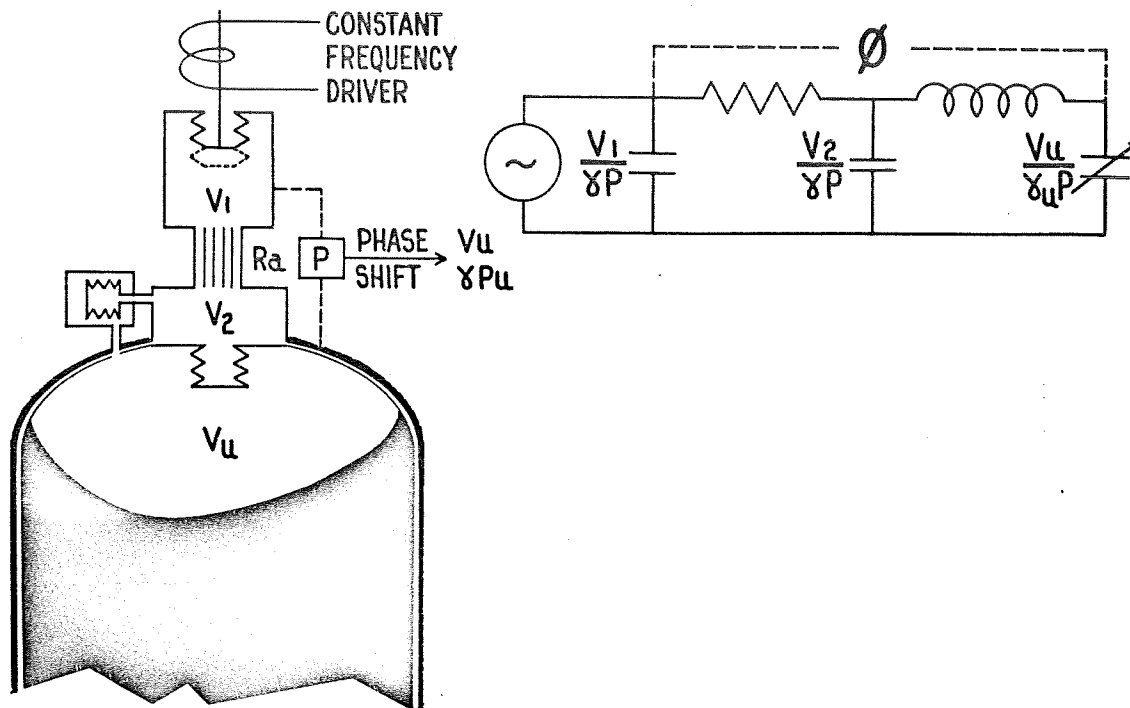 CONSTANT
FREQUENCY
DRIVER
V1
Ra
P
PHASE
SHIFT
Vu
γPu
V2
Vu
Ø
~
V1
γP
V2
γP
Vu
γuP